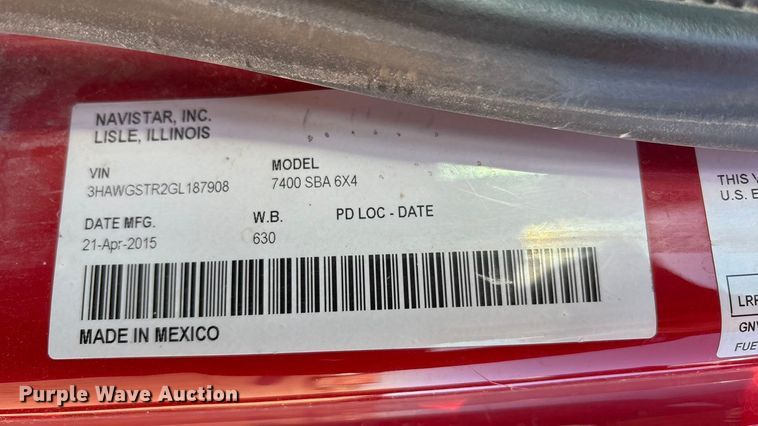 NAVISTAR, INC.
LISLE, ILLINOIS
VIN MODEL
3HAWGSTR2GL187908 7400 SBA 6X4
DATE MFG. W.B. PD LOC - DATE
21-Apr-2015 630
MADE IN MEXICO
THIS V
U.S. E
LRR
GNV
FUE
Purple Wave Auction